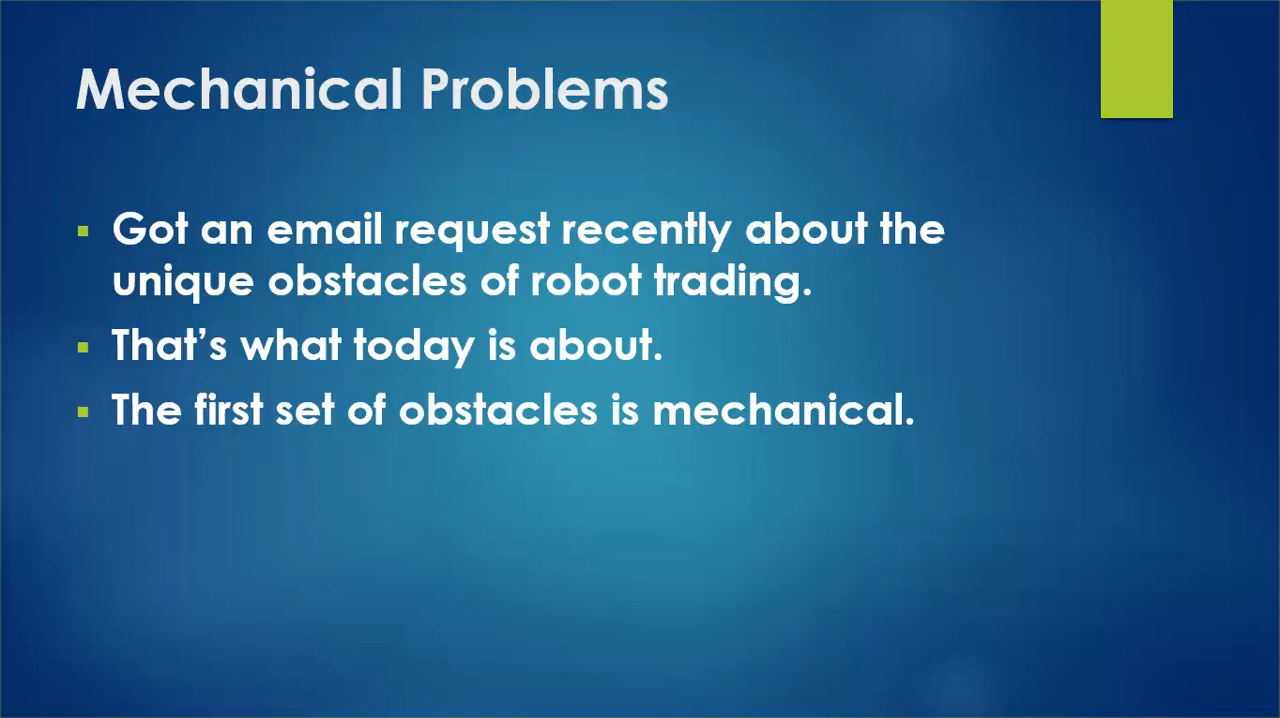 Mechanical Problems
Got an email request recently about the
unique obstacles of robot trading.
That’s what today is about.
The first set of obstacles is mechanical.